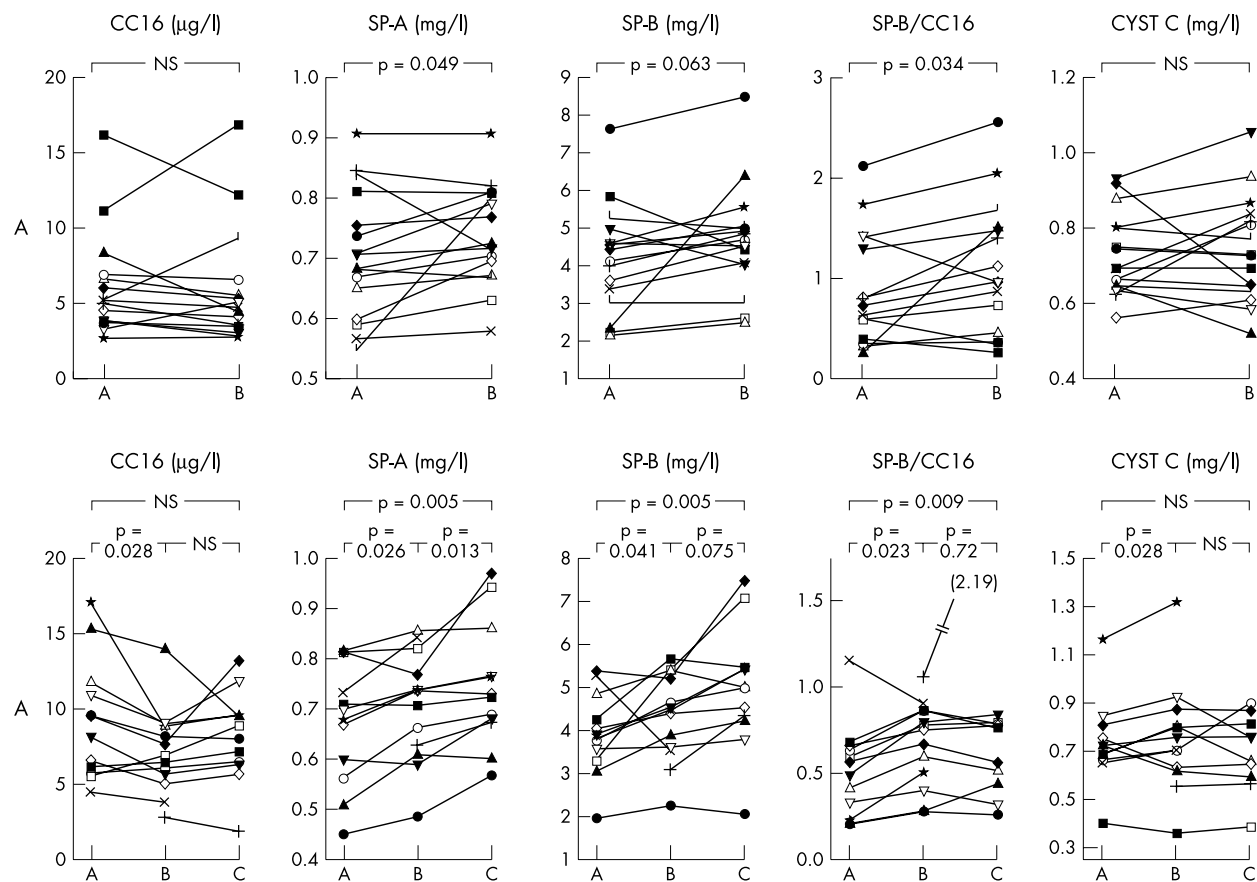 CC16 (μg/l) SP-A (mg/l) SP-B (mg/l) SP-B/CC16 CYST C (mg/l)
NS p = 0.049 p = 0.063 p = 0.034 NS
20 1.0 9 3 1.2
8
0.9 1.0
15 7
2
6
0.8
A 10 5 0.8
0.7 4
1
5 3 0.6
0.6
2
0 0.5 1 0 0.4
A B A B A B A B A B
CC16 (μg/l) SP-A (mg/l) SP-B (mg/l) SP-B/CC16 CYST C (mg/l)
NS p = 0.005 p = 0.005 p = 0.009 NS
p = p = p = p = p = p = p = p =
0.028 NS 0.026 0.013 0.041 0.075 0.023 0.72 0.028 NS
20 1.0 8 1.5
(2.19)
0.9 7 1.5 1.3
15
0.8 6
1.1
5 1.0
A 10 0.7 0.9
4
0.6 0.7
5 3 0.5
0.5 2 0.5
0 0.4 1 0.0 0.3
A B C A B C A B C A B C A B C